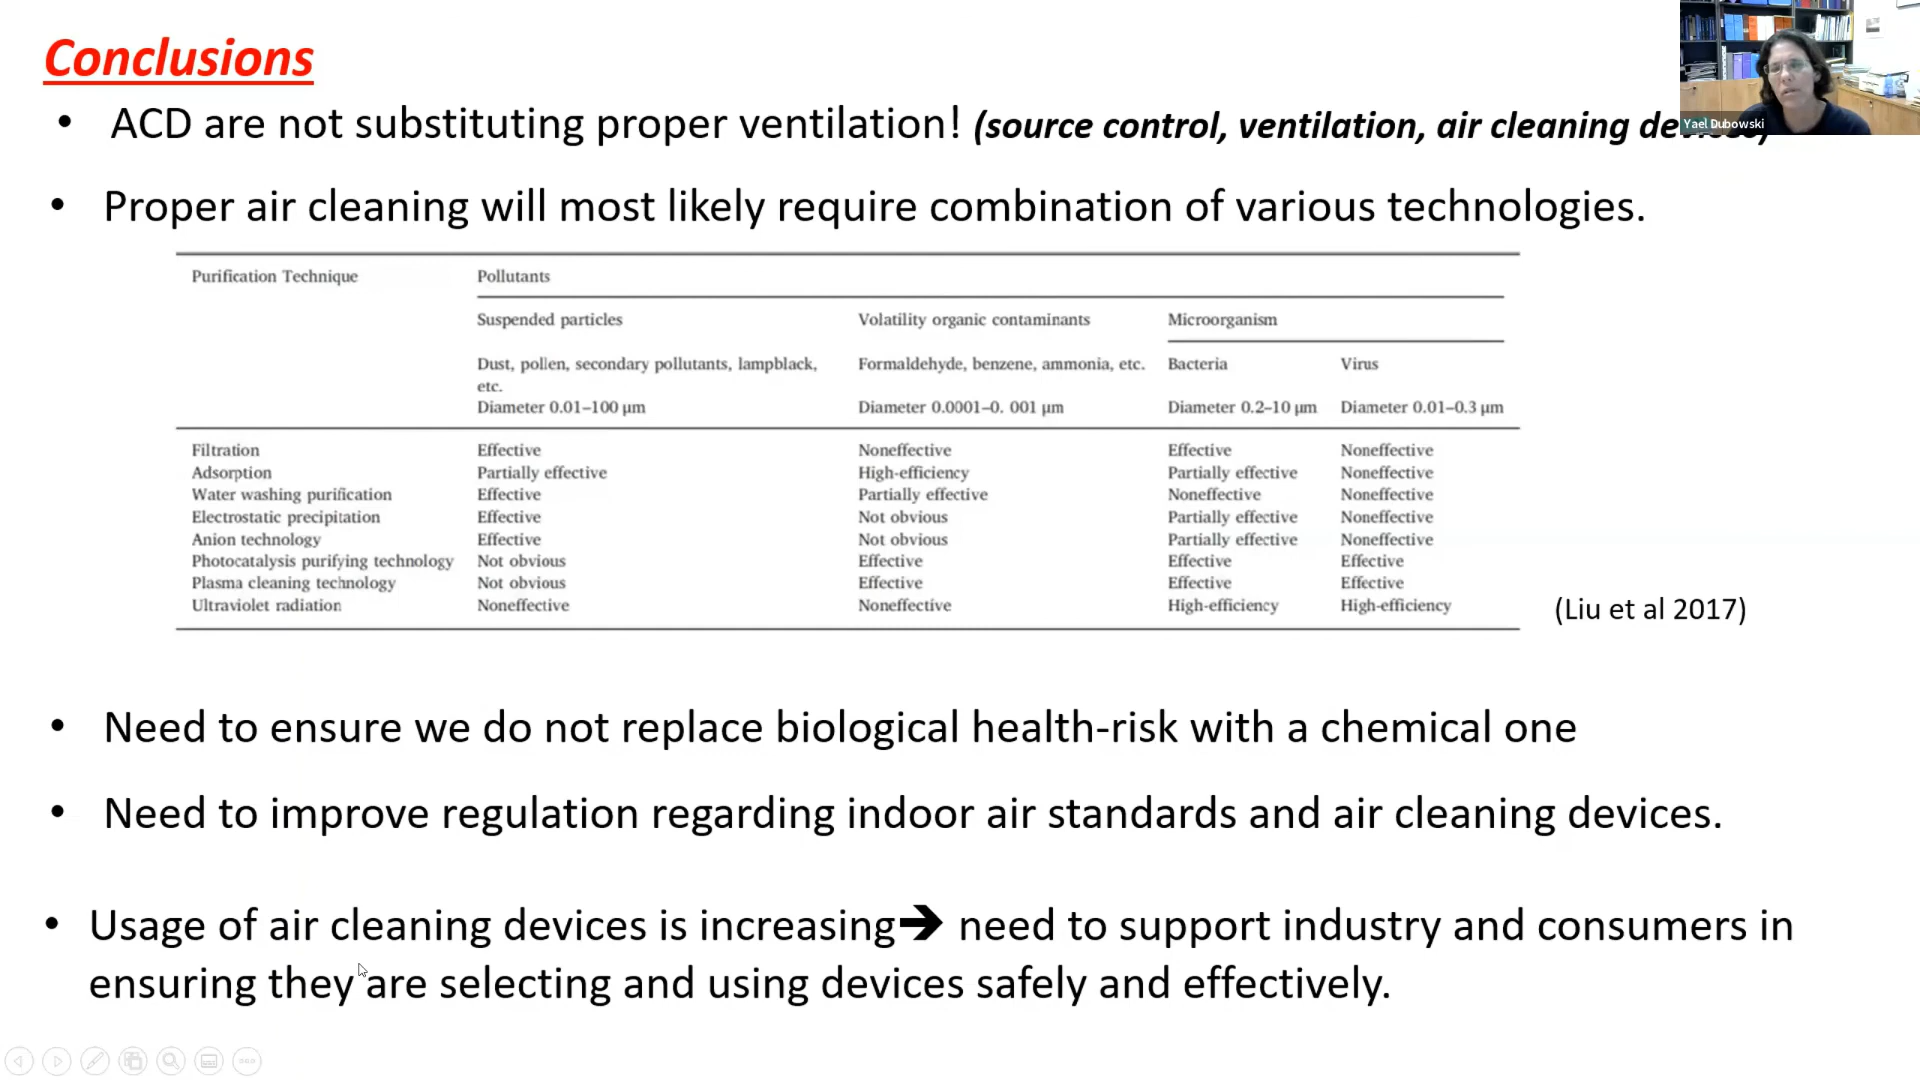 Conclusions
• ACD are not substituting proper ventilation! (source control, ventilation, air cleaning
Yael Dubowski
• Proper air cleaning will most likely require combination of various technologies.
Purification Technique Pollutants
Suspended particles Volatility organic contaminants Microorganism
Dust, pollen, secondary pollutants, lampblack, Formaldehyde, benzene, ammonia, etc. Bacteria Virus
etc.
Diameter 0.01–100 μm Diameter 0.0001–0. 001 μm Diameter 0.2–10 μm Diameter 0.01–0.3 μm
Filtration Effective Noneffective Effective Noneffective
Adsorption Partially effective High-efficiency Partially effective Noneffective
Water washing purification Effective Partially effective Noneffective Noneffective
Electrostatic precipitation Effective Not obvious Partially effective Noneffective
Anion technology Effective Not obvious Partially effective Noneffective
Photocatalysis purifying technology Not obvious Effective Effective Effective
Plasma cleaning technology Not obvious Effective Effective Effective
Ultraviolet radiation Noneffective Noneffective High-efficiency High-efficiency
(Liu et al 2017)
• Need to ensure we do not replace biological health-risk with a chemical one
• Need to improve regulation regarding indoor air standards and air cleaning devices.
• Usage of air cleaning devices is increasing➔ need to support industry and consumers in
ensuring they are selecting and using devices safely and effectively.